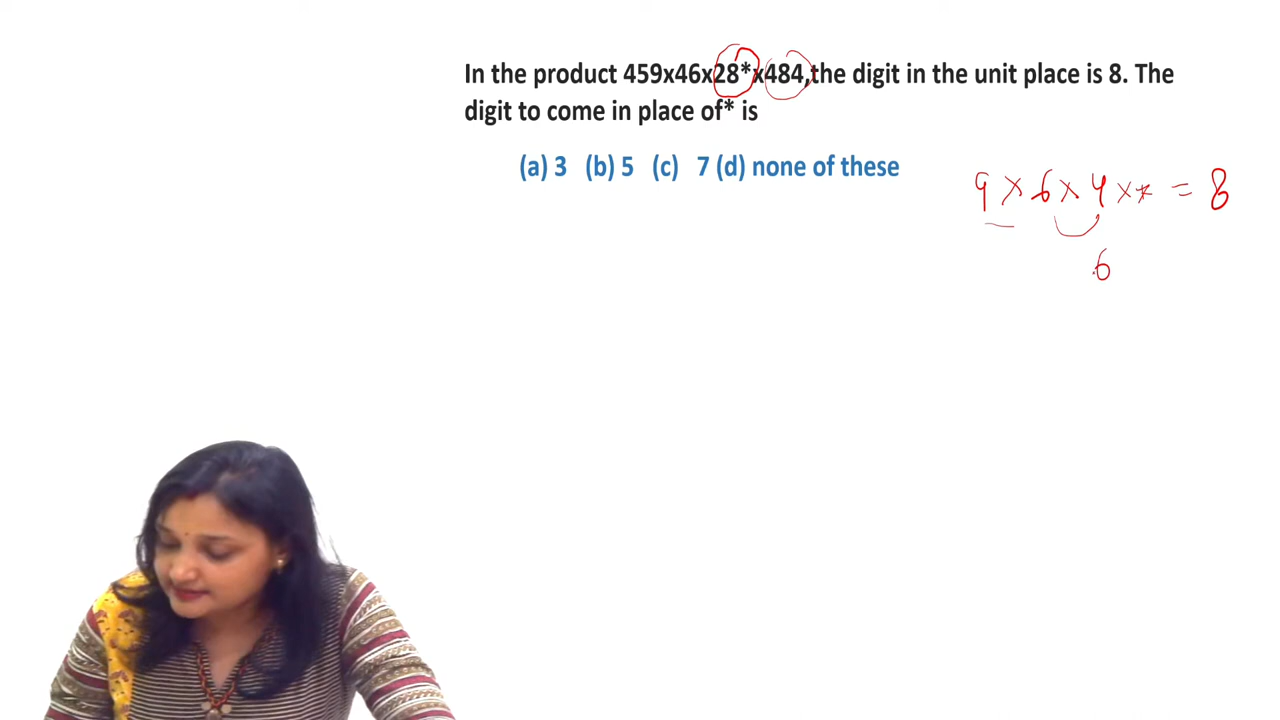 In the product 459x46x28*x484,the digit in the unit place is 8. The
digit to come in place of* is
(a) 3 (b) 5 (c) 7 (d) none of these
9 x 6 x 4 x * = 8
6